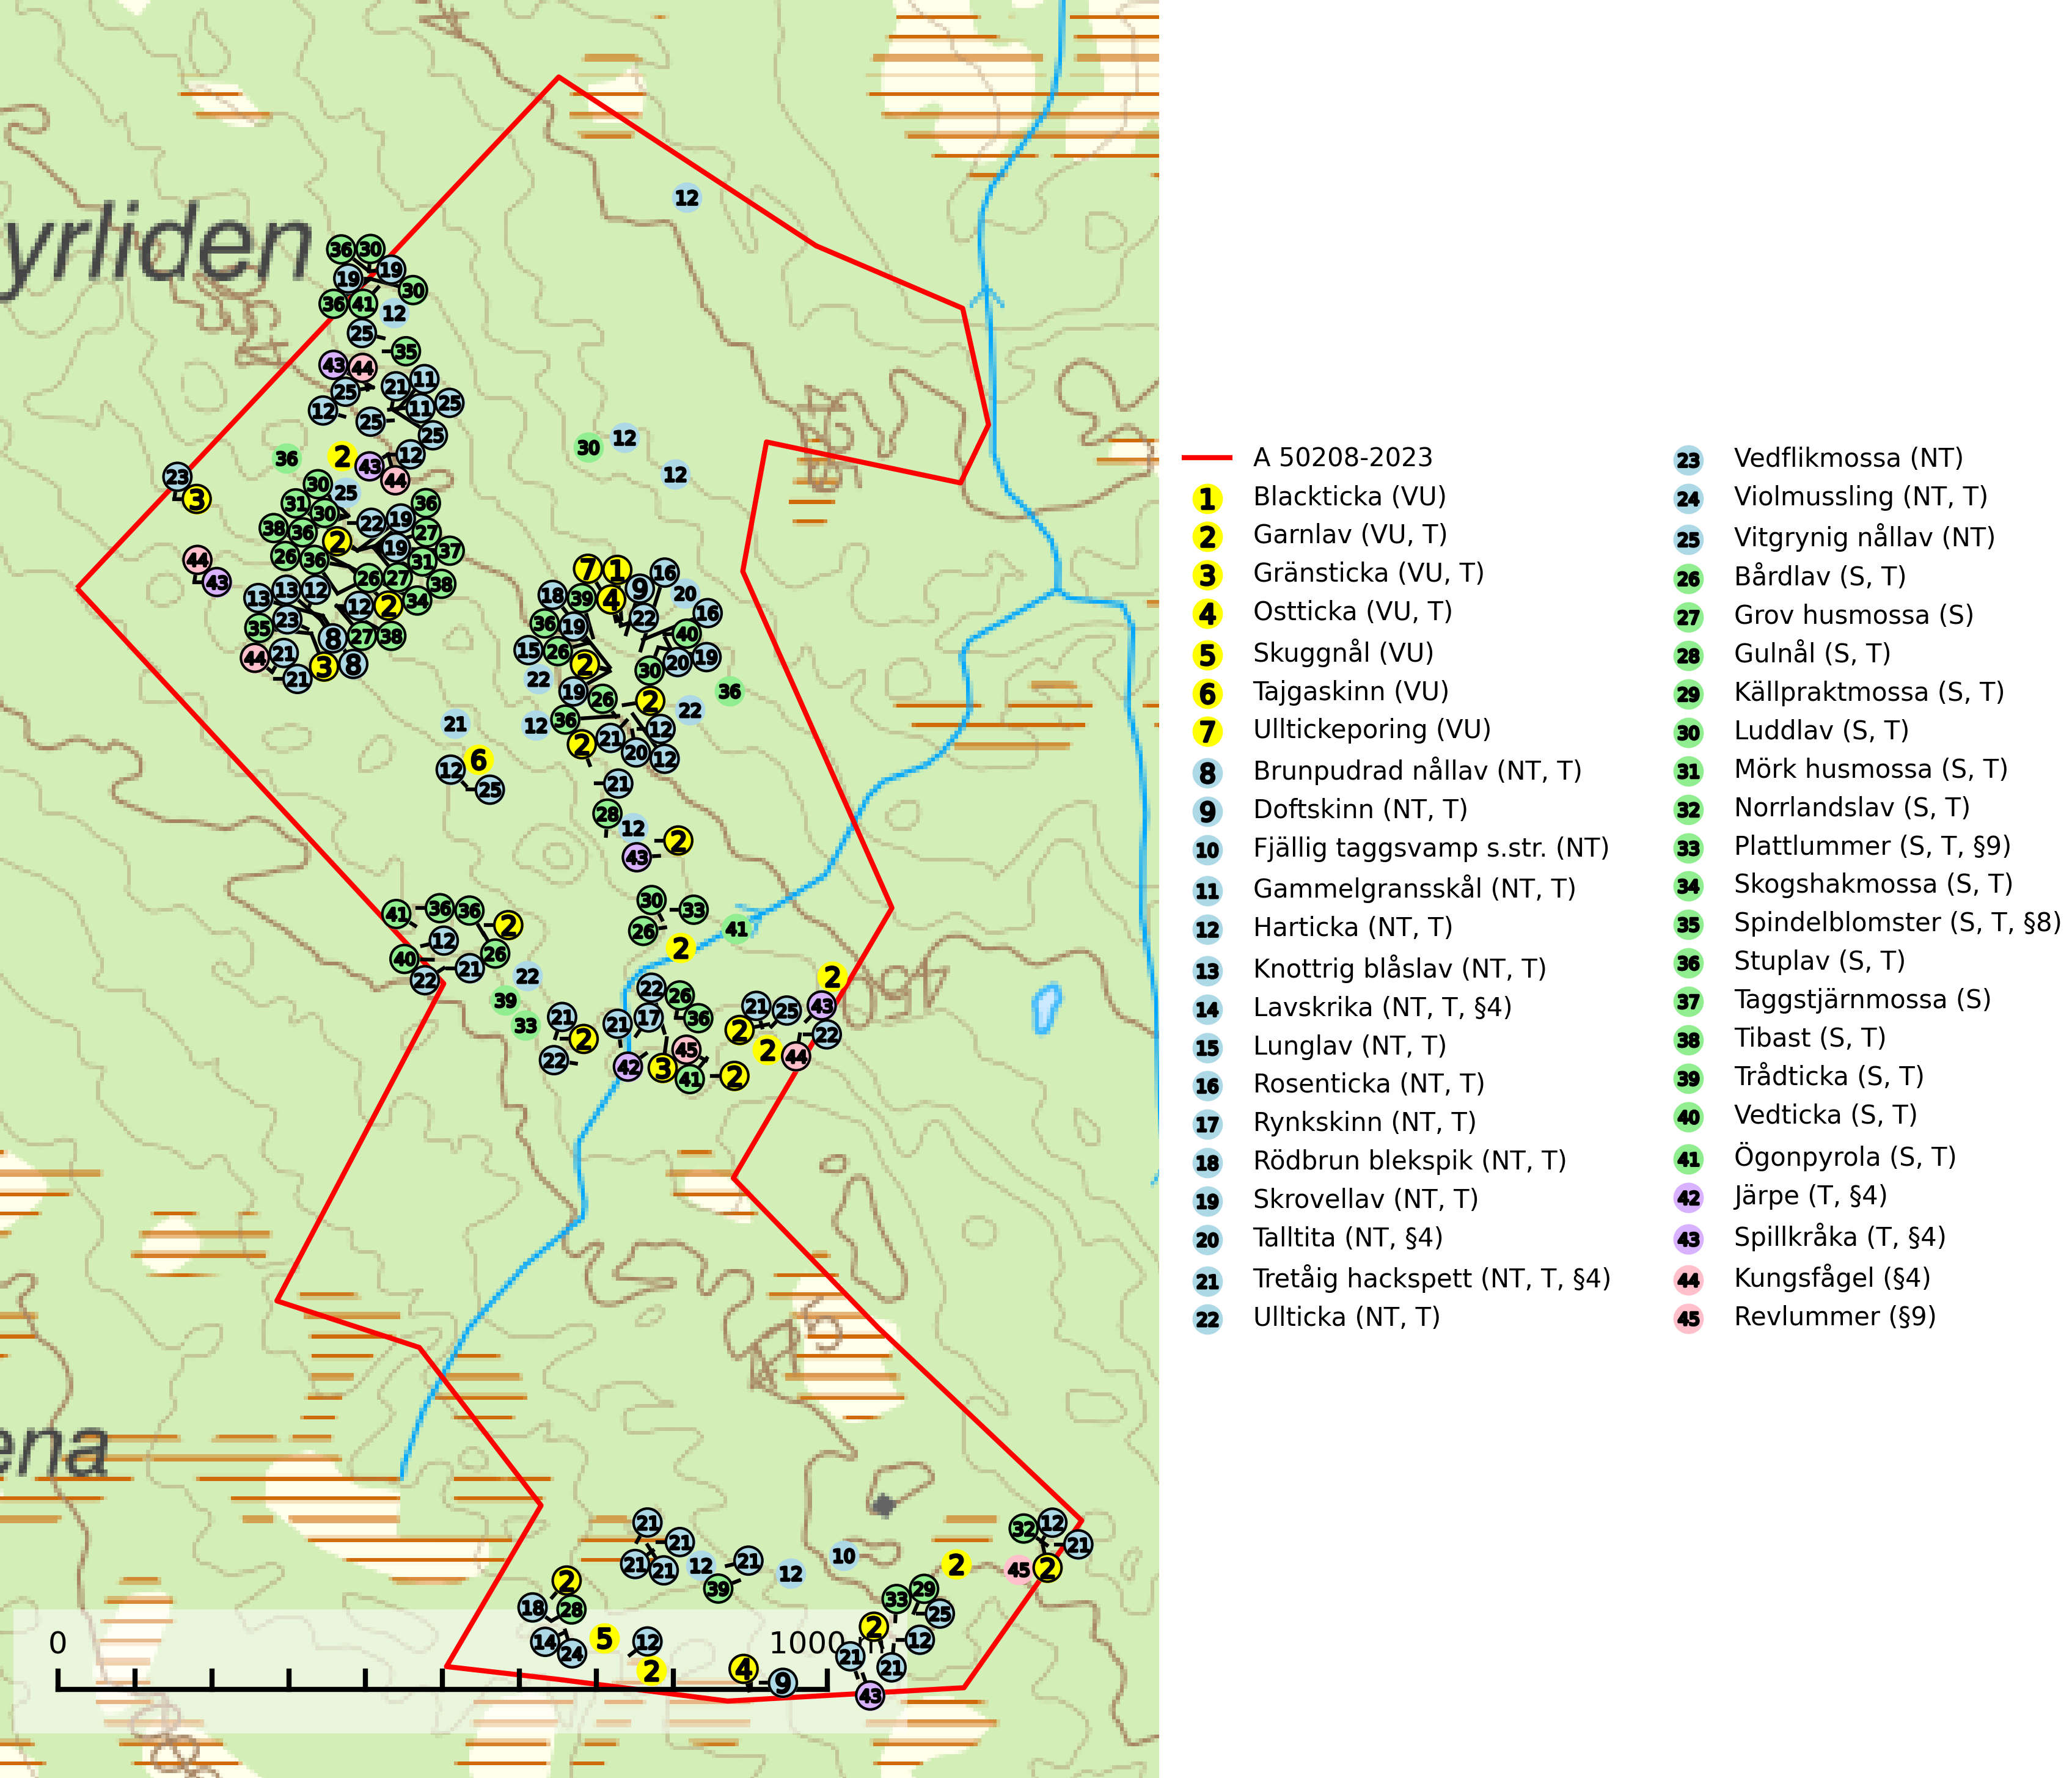 yrliden
450
ena
0
1000 m
A 50208-2023
1 Blackticka (VU)
2 Garnlav (VU, T)
3 Gränsticka (VU, T)
4 Ostticka (VU, T)
5 Skuggnål (VU)
6 Tajgaskinn (VU)
7 Ulltickeporing (VU)
8 Brunpudrad nållav (NT, T)
9 Doftskinn (NT, T)
10 Fjällig taggsvamp s.str. (NT)
11 Gammelgransskål (NT, T)
12 Harticka (NT, T)
13 Knottrig blåslav (NT, T)
14 Lavskrika (NT, T, §4)
15 Lunglav (NT, T)
16 Rosenticka (NT, T)
17 Rynkskinn (NT, T)
18 Rödbrun blekspik (NT, T)
19 Skrovellav (NT, T)
20 Talltita (NT, §4)
21 Tretåig hackspett (NT, T, §4)
22 Ullticka (NT, T)
23 Vedflikmossa (NT)
24 Violmussling (NT, T)
25 Vitgrynig nållav (NT)
26 Bårdlav (S, T)
27 Grov husmossa (S)
28 Gulnål (S, T)
29 Källpraktmossa (S, T)
30 Luddlav (S, T)
31 Mörk husmossa (S, T)
32 Norrlandslav (S, T)
33 Plattlummer (S, T, §9)
34 Skogshakmossa (S, T)
35 Spindelblomster (S, T, §8)
36 Stuplav (S, T)
37 Taggstjärnmossa (S)
38 Tibast (S, T)
39 Trådticka (S, T)
40 Vedticka (S, T)
41 Ögonpyrola (S, T)
42 Järpe (T, §4)
43 Spillkråka (T, §4)
44 Kungsfågel (§4)
45 Revlummer (§9)